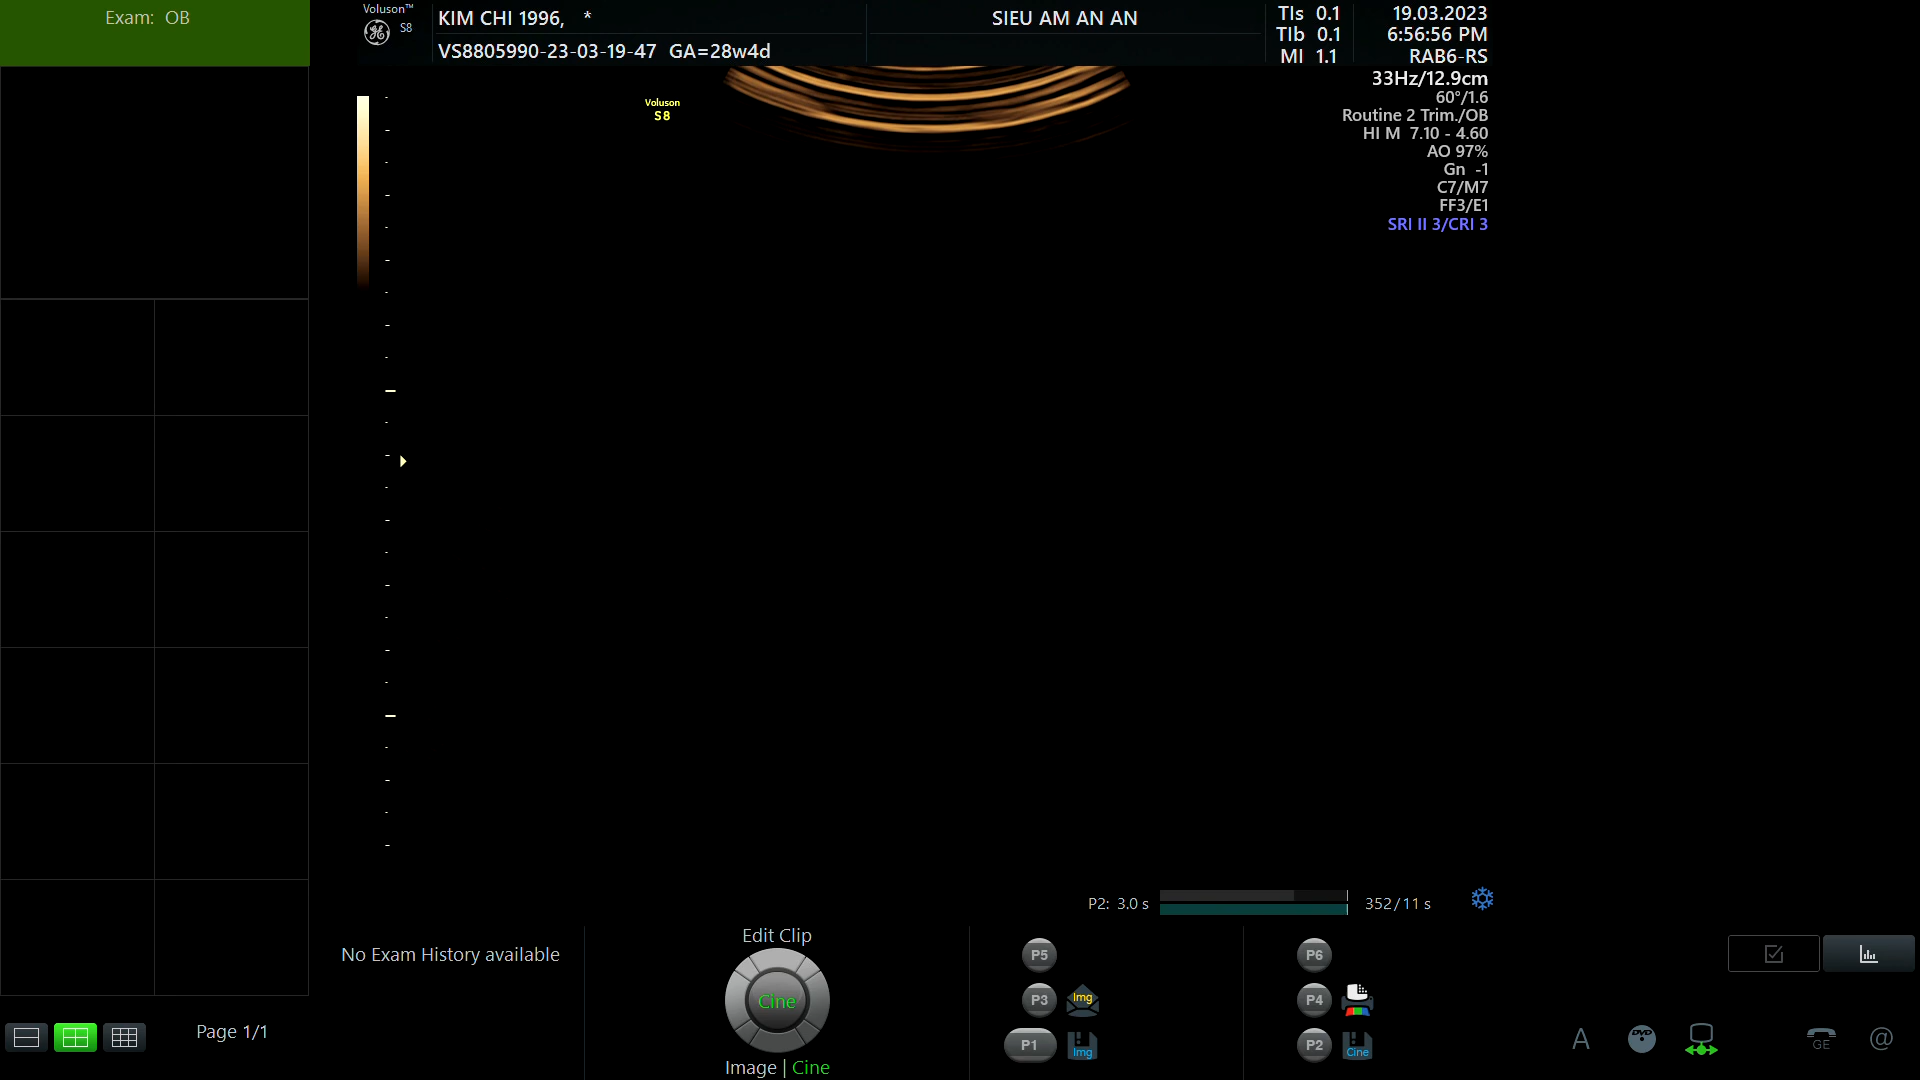 Exam: OB
Voluson™
S8
KIM CHI 1996, *
SIEU AM AN AN
VS8805990-23-03-19-47 GA=28w4d
TIs 0.1
TIb 0.1
MI 1.1
19.03.2023
6:56:56 PM
RAB6-RS
33Hz/12.9cm
60°/1.6
Routine 2 Trim./OB
HI M 7.10 - 4.60
AO 97%
Gn -1
C7/M7
FF3/E1
SRI II 3/CRI 3
Voluson
S8
P2: 3.0 s
352/11 s
No Exam History available
Edit Clip
Cine
Image | Cine
P5
P3 Img
P1 Img
P6
P4
P2 Cine
Page 1/1
A
DVD
GE
@